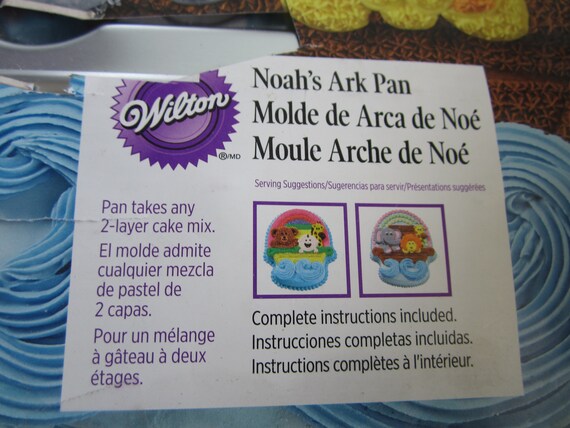 Wilton
®/MD
Noah's Ark Pan
Molde de Arca de Noé
Moule Arche de Noé
Serving Suggestions/Sugerencias para servir/Présentations suggérées
Pan takes any
2-layer cake mix.
El molde admite
cualquier mezcla
de pastel de
2 capas.
Pour un mélange
à gâteau à deux
étages.
Complete instructions included.
Instrucciones completas incluidas.
Instructions complètes à l'intérieur.